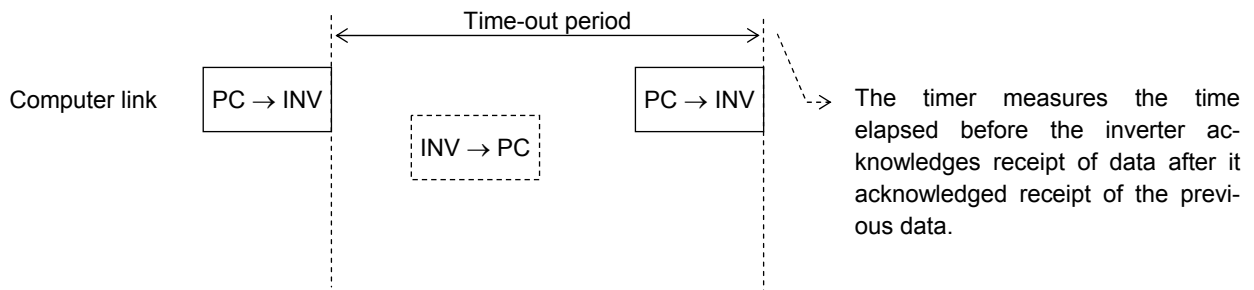 Time-out period
Computer link
PC → INV
PC → INV
INV → PC
The timer measures the time
elapsed before the inverter ac-
knowledges receipt of data after it
acknowledged receipt of the previ-
ous data.